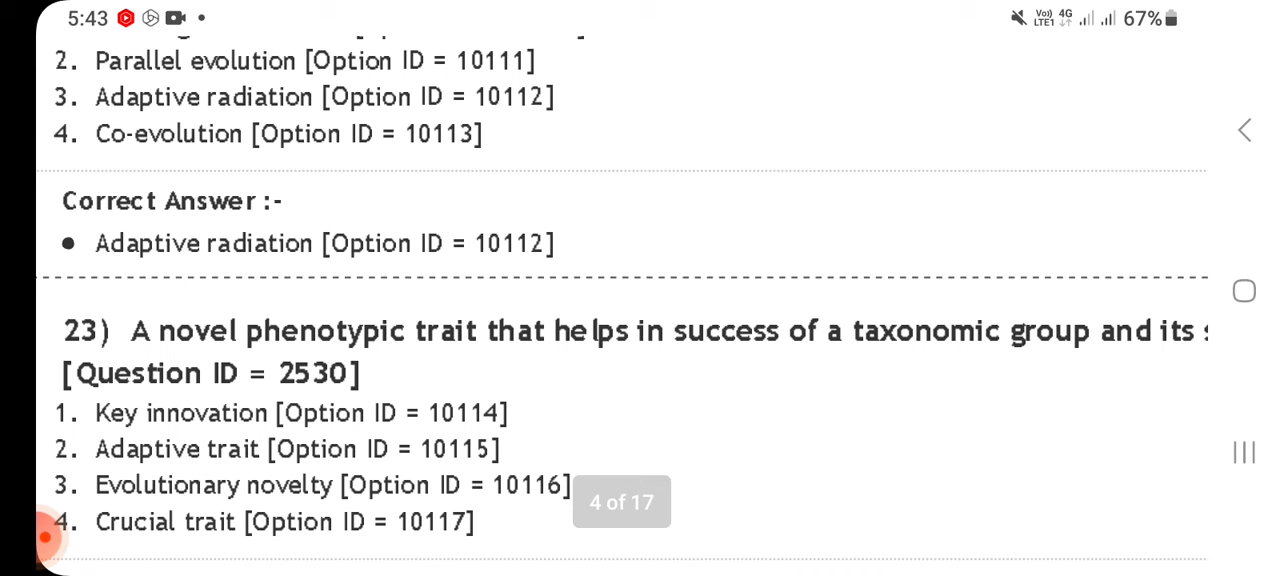 5:43
Vo)) 4G
LTE1
67%
2. Parallel evolution [Option ID = 10111]
3. Adaptive radiation [Option ID = 10112]
4. Co-evolution [Option ID = 10113]
Correct Answer :-
• Adaptive radiation [Option ID = 10112]
23) A novel phenotypic trait that helps in success of a taxonomic group and its
[Question ID = 2530]
1. Key innovation [Option ID = 10114]
2. Adaptive trait [Option ID = 10115]
3. Evolutionary novelty [Option ID = 10116]
4 of 17
4. Crucial trait [Option ID = 10117]